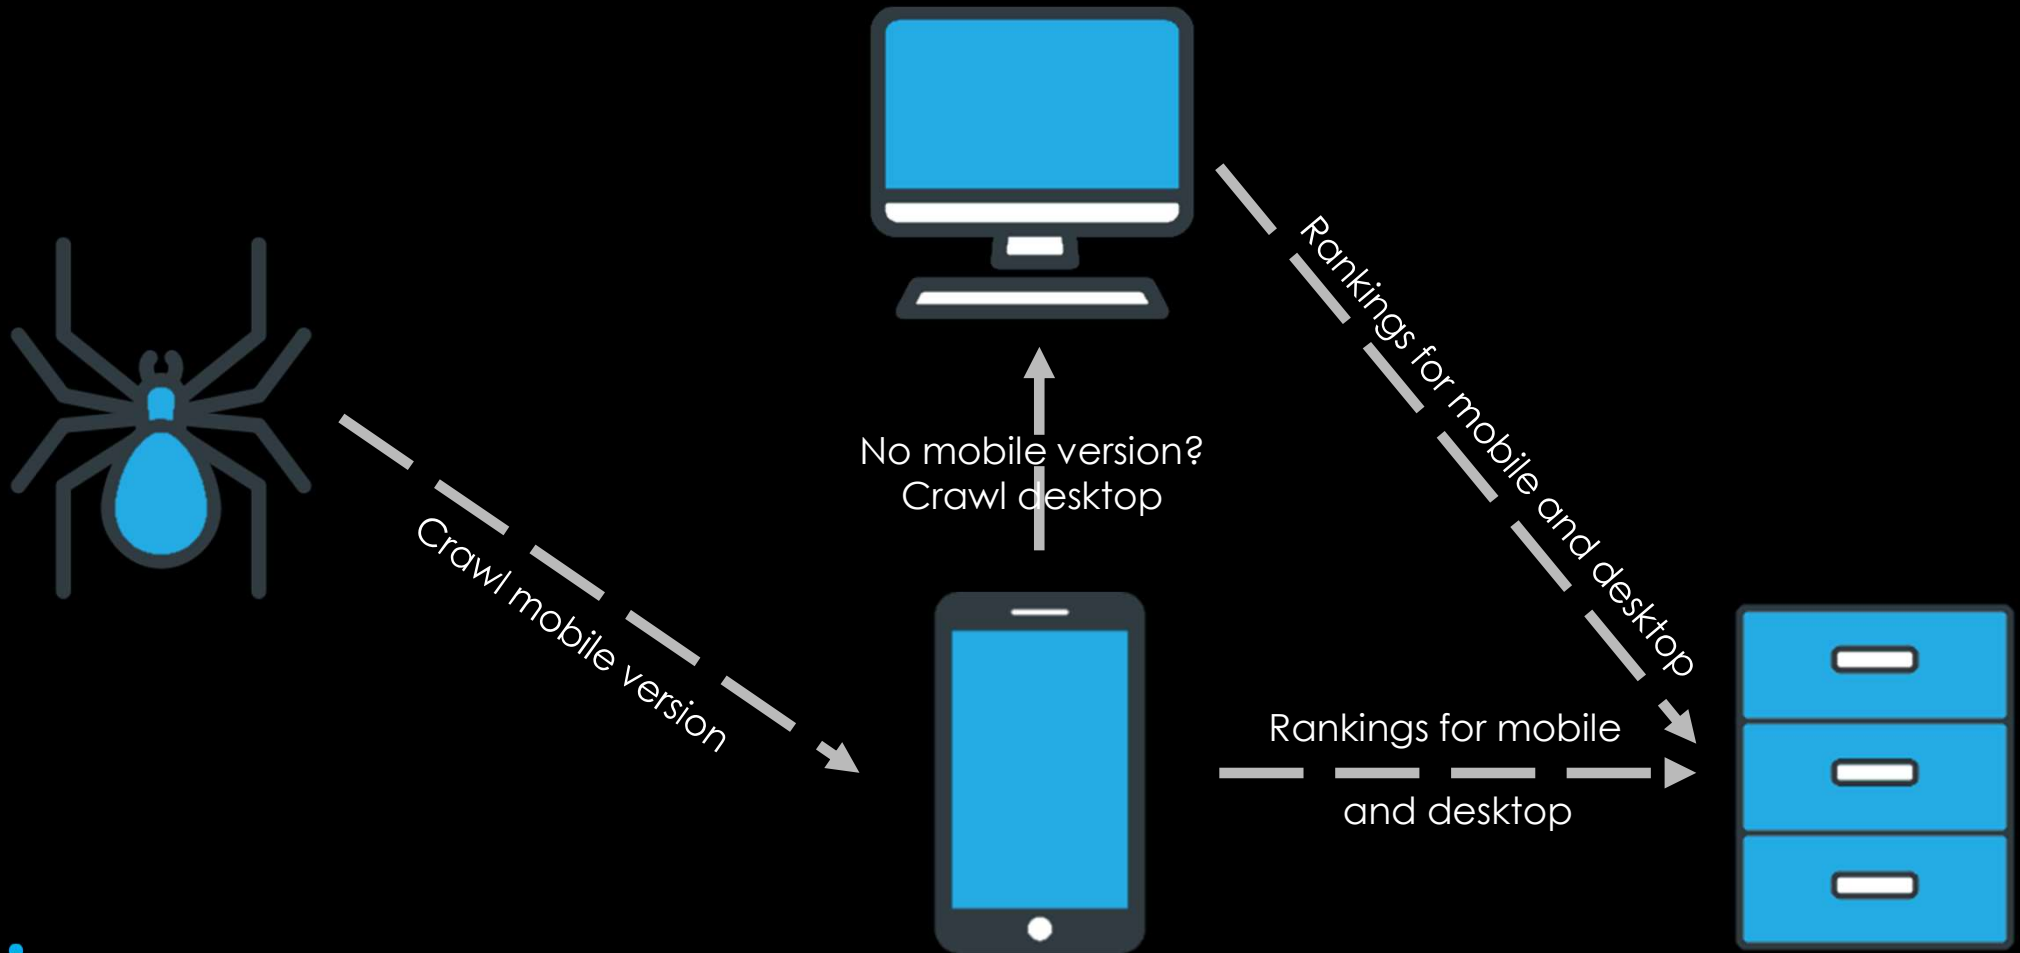 Crawl mobile version
No mobile version?
Crawl desktop
Rankings for mobile and desktop
Rankings for mobile
and desktop